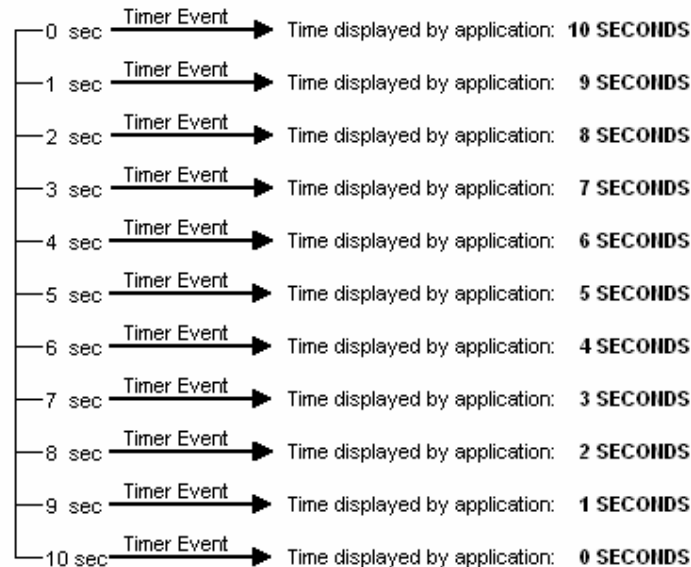 0 sec Timer Event Time displayed by application: 10 SECONDS
1 sec Timer Event Time displayed by application: 9 SECONDS
2 sec Timer Event Time displayed by application: 8 SECONDS
3 sec Timer Event Time displayed by application: 7 SECONDS
4 sec Timer Event Time displayed by application: 6 SECONDS
5 sec Timer Event Time displayed by application: 5 SECONDS
6 sec Timer Event Time displayed by application: 4 SECONDS
7 sec Timer Event Time displayed by application: 3 SECONDS
8 sec Timer Event Time displayed by application: 2 SECONDS
9 sec Timer Event Time displayed by application: 1 SECONDS
10 sec Timer Event Time displayed by application: 0 SECONDS